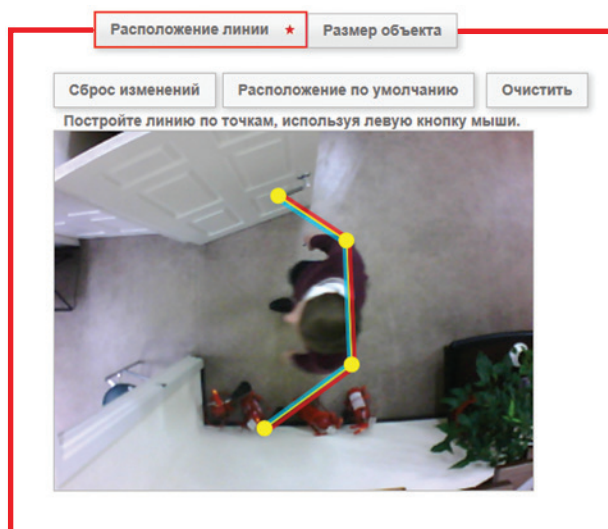 Расположение линии ★ Размер объекта
Сброс изменений Расположение по умолчанию Очистить
Постройте линию по точкам, используя левую кнопку мыши.